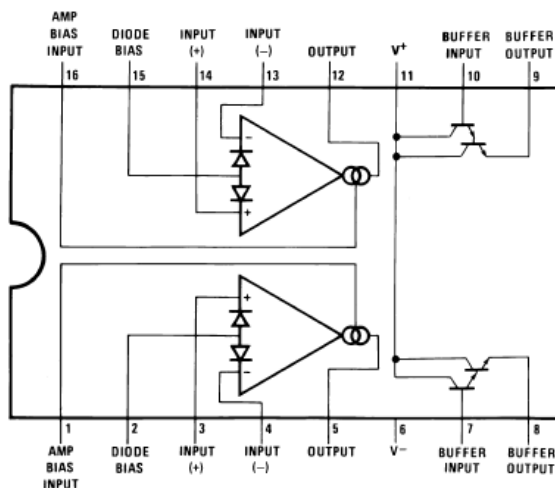 AMP
BIAS
INPUT
16
DIODE
BIAS
15
INPUT
(+)
14
INPUT
(−)
13
OUTPUT
12
V+
11
BUFFER
INPUT
10
BUFFER
OUTPUT
9
−
+
+
−
1
AMP
BIAS
INPUT
2
DIODE
BIAS
3
INPUT
(+)
4
INPUT
(−)
5
OUTPUT
6
V−
7
BUFFER
INPUT
8
BUFFER
OUTPUT